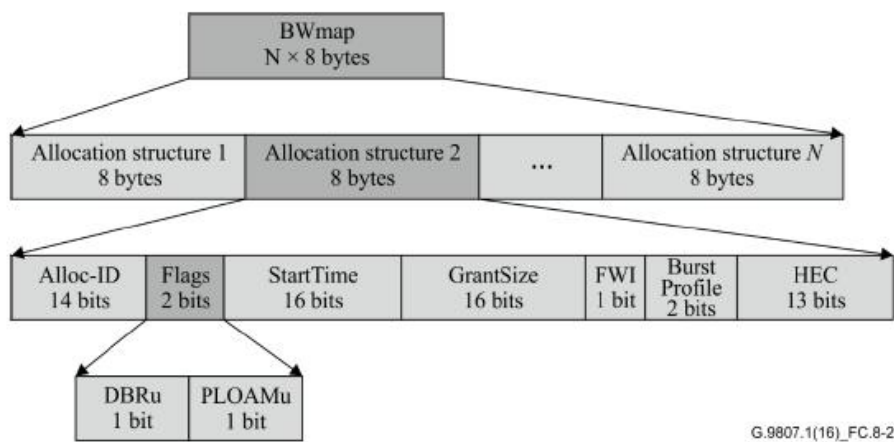 BWmap
N × 8 bytes
Allocation structure 1
8 bytes
Allocation structure 2
8 bytes
...
Allocation structure N
8 bytes
Alloc-ID
14 bits
Flags
2 bits
StartTime
16 bits
GrantSize
16 bits
FWI
1 bit
Burst
Profile
2 bits
HEC
13 bits
DBRu
1 bit
PLOAMu
1 bit
G.9807.1(16)_FC.8-2